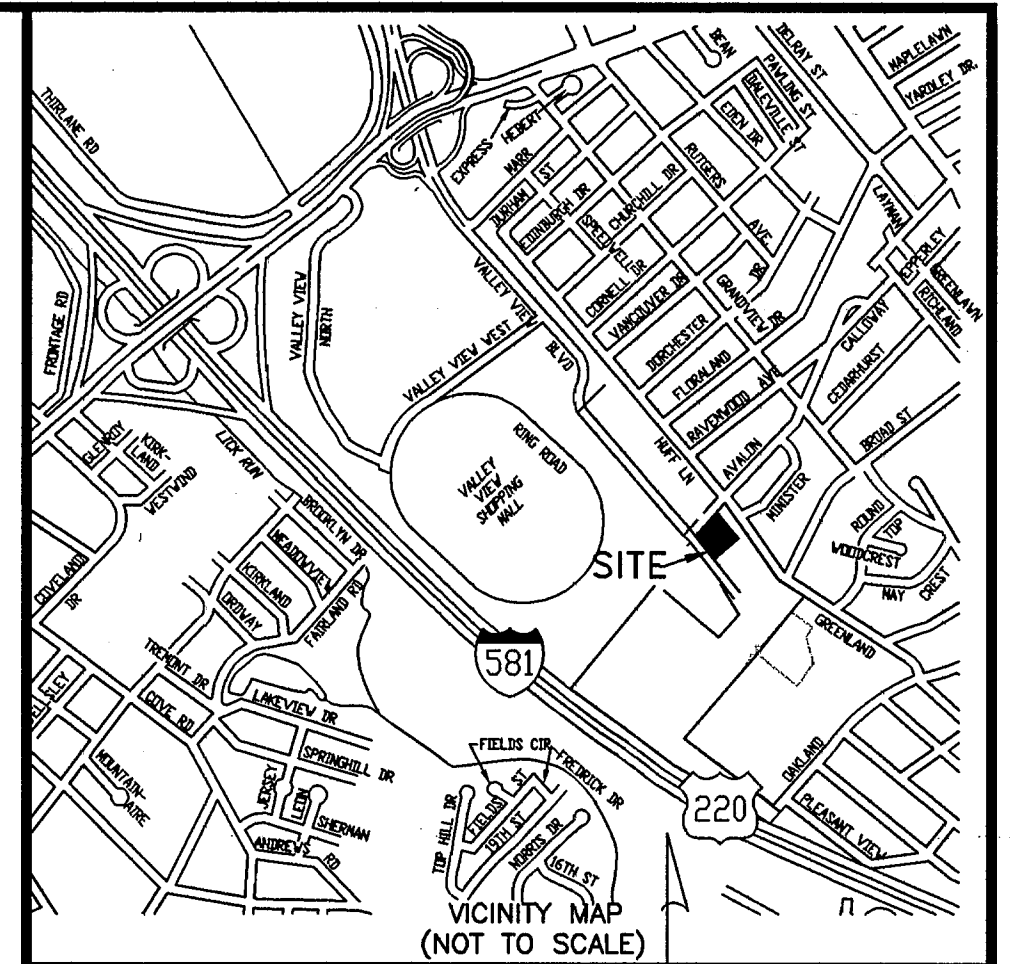 THIRLANE RD
BEAN
DELRAY ST
PAWLING ST
DALEVILLE ST
EDEN DR
MAPLELAWN
YARDLEY DR.
EXPRESS
HEBERT
MARR
DURHAM ST
EDINBURGH DR
SPEEDWELL
CHURCHILL DR
RUTGERS
AVE.
LAYMAN
EPPERLEY
GREENLAWN
RICHLAND
CORNELL DR
VANCOUVER DR
GRANDVIEW DR
DR.
DORCHESTER
FLORALAND
RAVENWOOD AVE
CALLOWAY
CEDARHURST
BROAD ST
AVALON
MINISTER
ROUND
TOP
WOODCREST
WAY
CREST
GREENLAND
HUFF LN
VALLEY VIEW
BLVD
VALLEY VIEW
NORTH
VALLEY VIEW WEST
FRONTAGE RD
RING ROAD
VALLEY
VIEW
SHOPPING
MALL
SITE
GLENROY
KIRK-
LAND
WESTWIND
LICK RUN
COVELAND
DR
BROOKLYN DR
MEADOWVIEW
KIRKLAND
ORDWAY
FAIRLAND RD
581
TREMONT DR
COVE RD
SLEY
LAKEVIEW DR
SPRINGHILL DR
MOUNTAIN-
AIRE
JERSEY
LEON
SHERMAN
ANDREWS RD
FIELDS CIR
FREDRICK DR
TOP HILL DR
FIELDS ST
19TH ST
NORRIS DR
16TH ST
220
OAKLAND
PLEASANT VIEW
VICINITY MAP
(NOT TO SCALE)